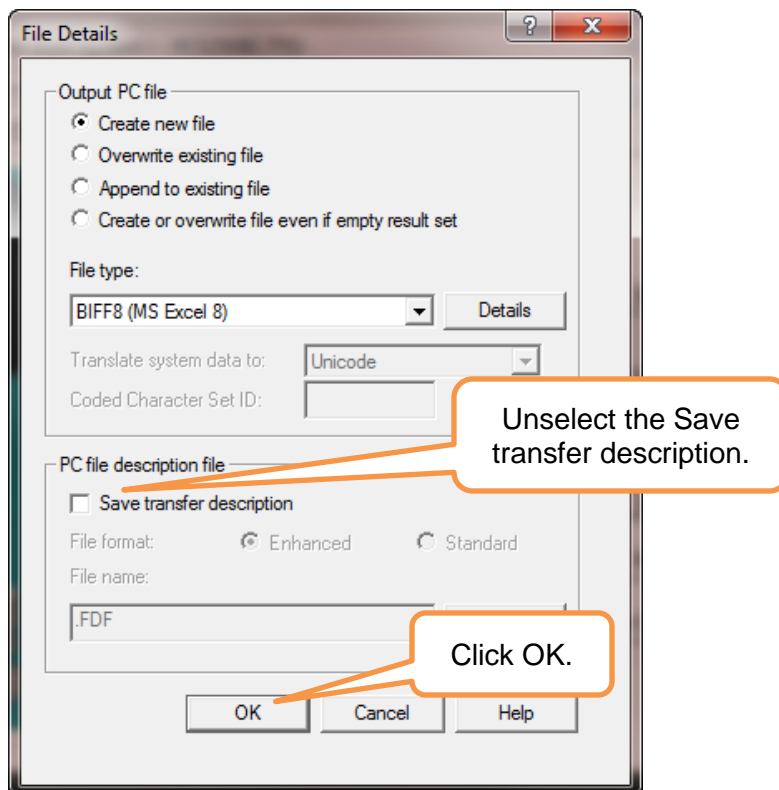 File Details
?
X
Output PC file
Create new file
Overwrite existing file
Append to existing file
Create or overwrite file even if empty result set
File type:
BIFF8 (MS Excel 8)
Details
Translate system data to:
Unicode
Coded Character Set ID:
Unselect the Save
transfer description.
PC file description file
Save transfer description
File format:
Enhanced
Standard
File name:
.FDF
Click OK.
OK
Cancel
Help